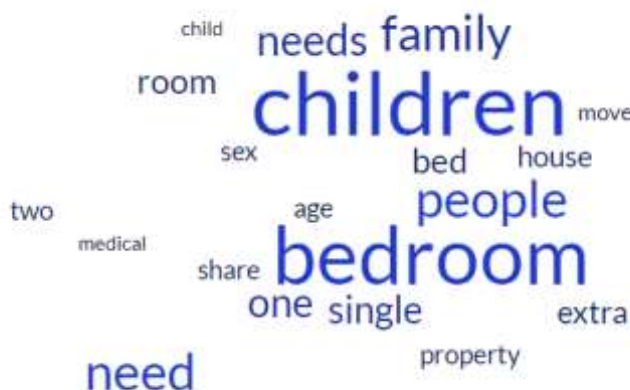 child
needs family
room
children
move
sex
bed
house
two
age
people
medical
share
bedroom
one
single
extra
property
need